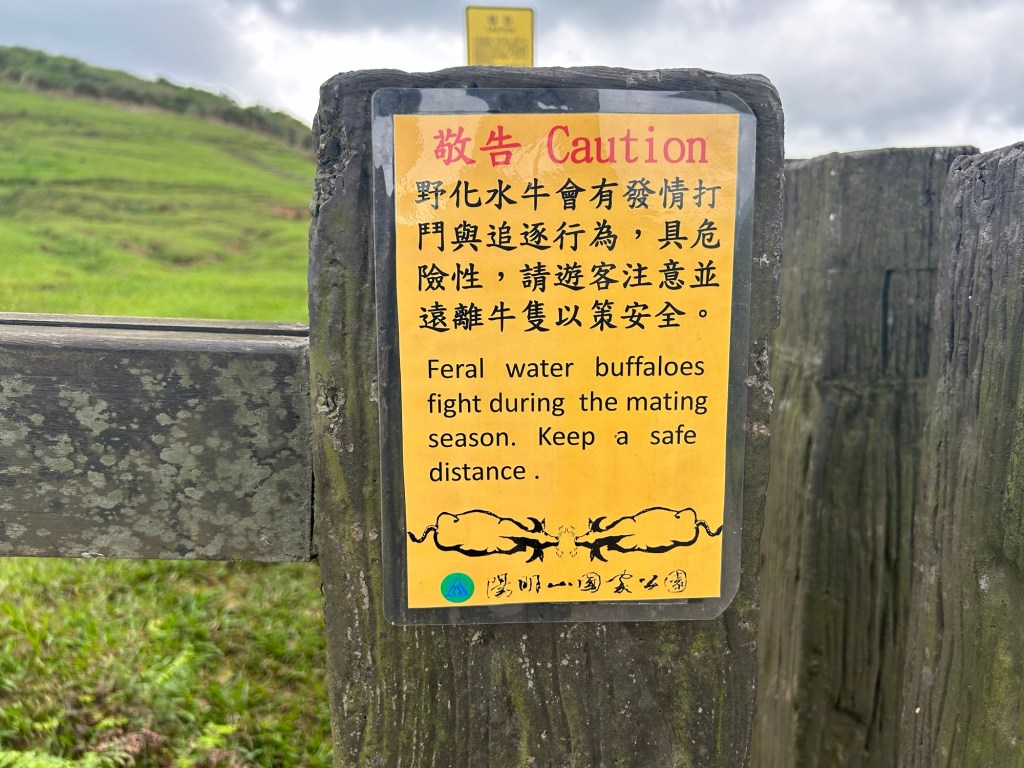 敬告 Caution
野化水牛會有發情打
鬥與追逐行為，具危
險性，請遊客注意並
遠離牛隻以策安全。
Feral water buffaloes
fight during the mating
season. Keep a safe
distance .
陽明山國家公園